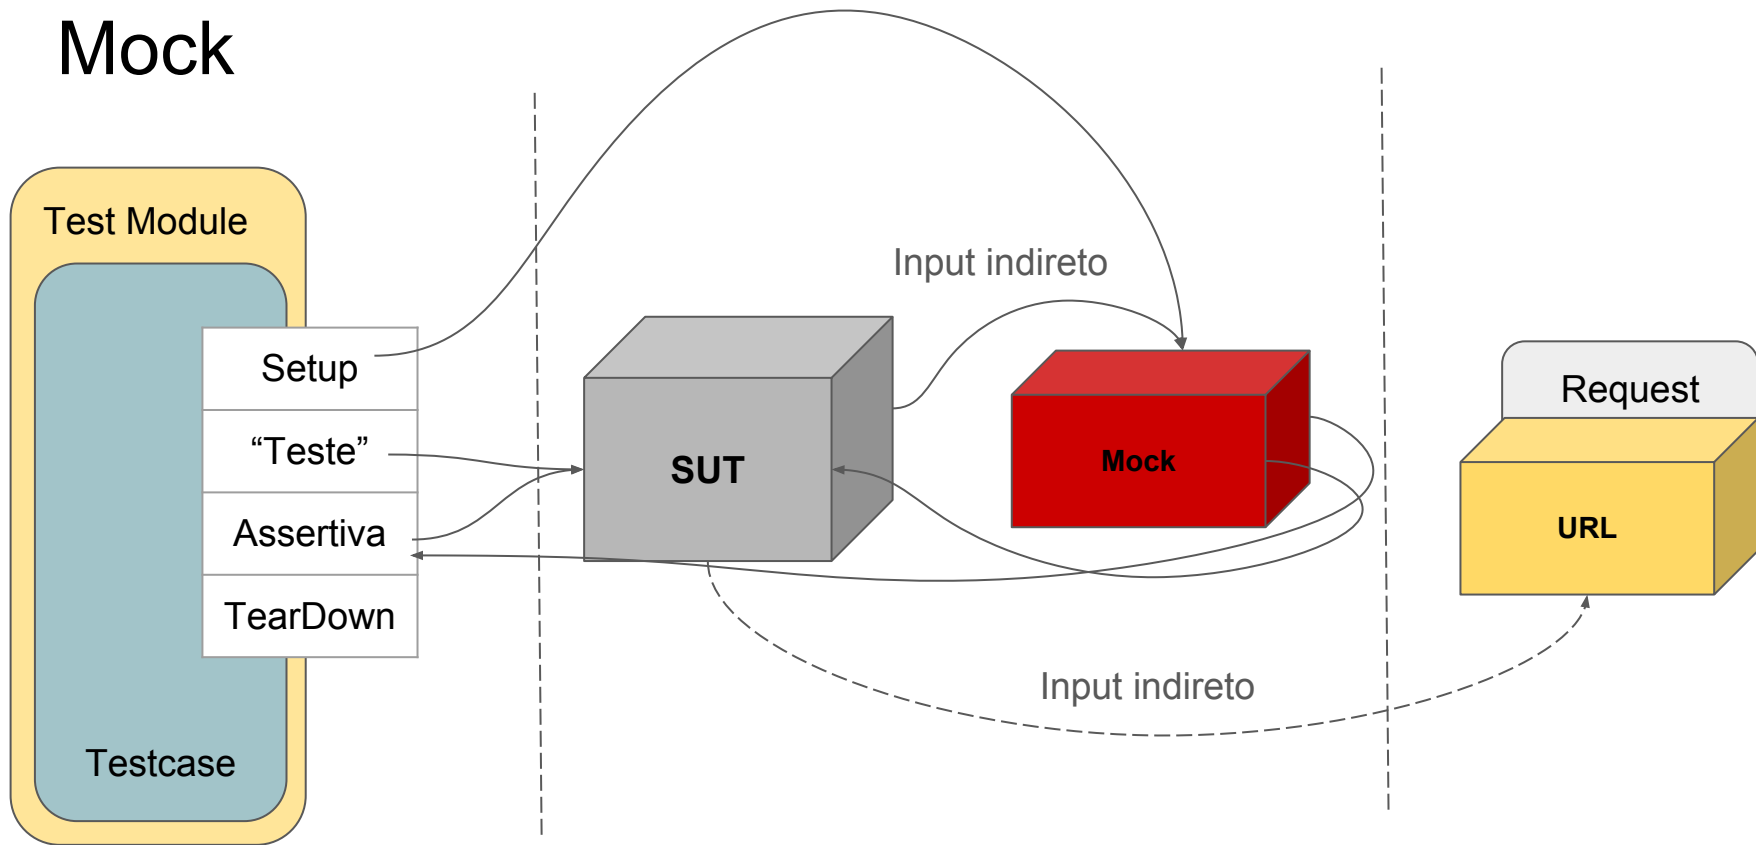 Mock
Test Module
Setup
“Teste”
Assertiva
TearDown
Testcase
SUT
Input indireto
Mock
Input indireto
Request
URL